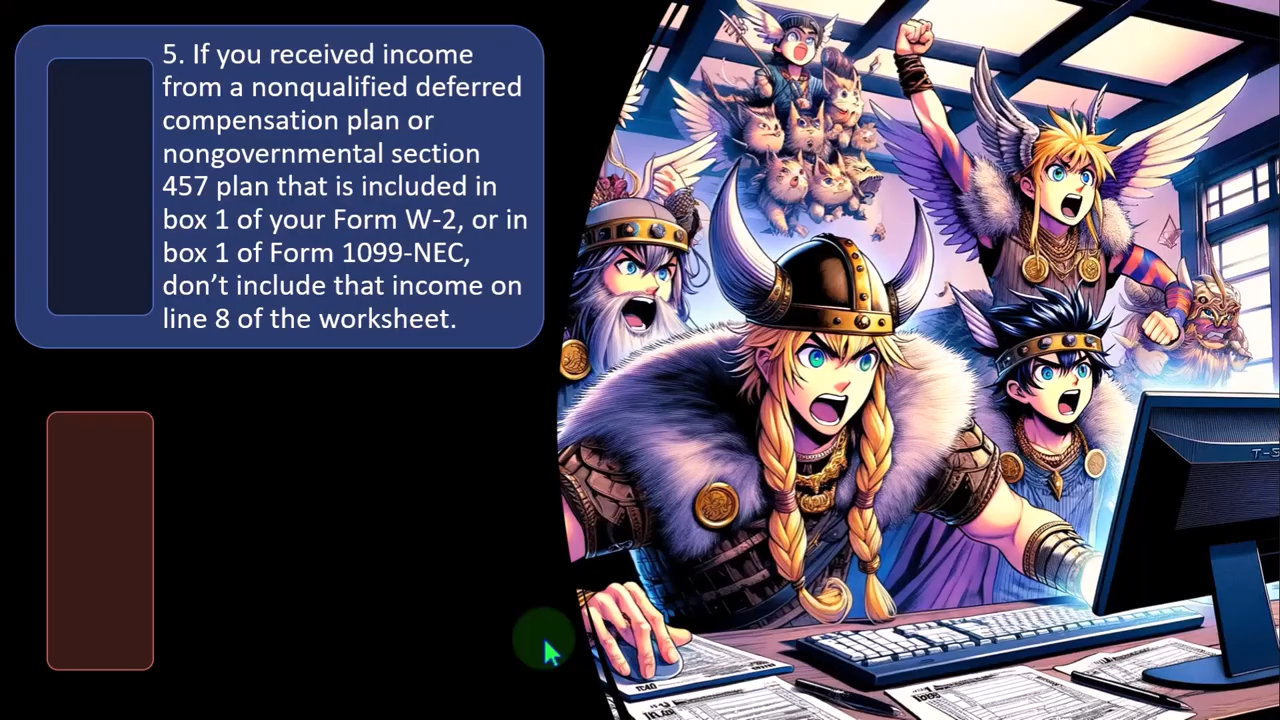 5. If you received income
from a nonqualified deferred
compensation plan or
nongovernmental section
457 plan that is included in
box 1 of your Form W-2, or in
box 1 of Form 1099-NEC,
don’t include that income on
line 8 of the worksheet.
T-S